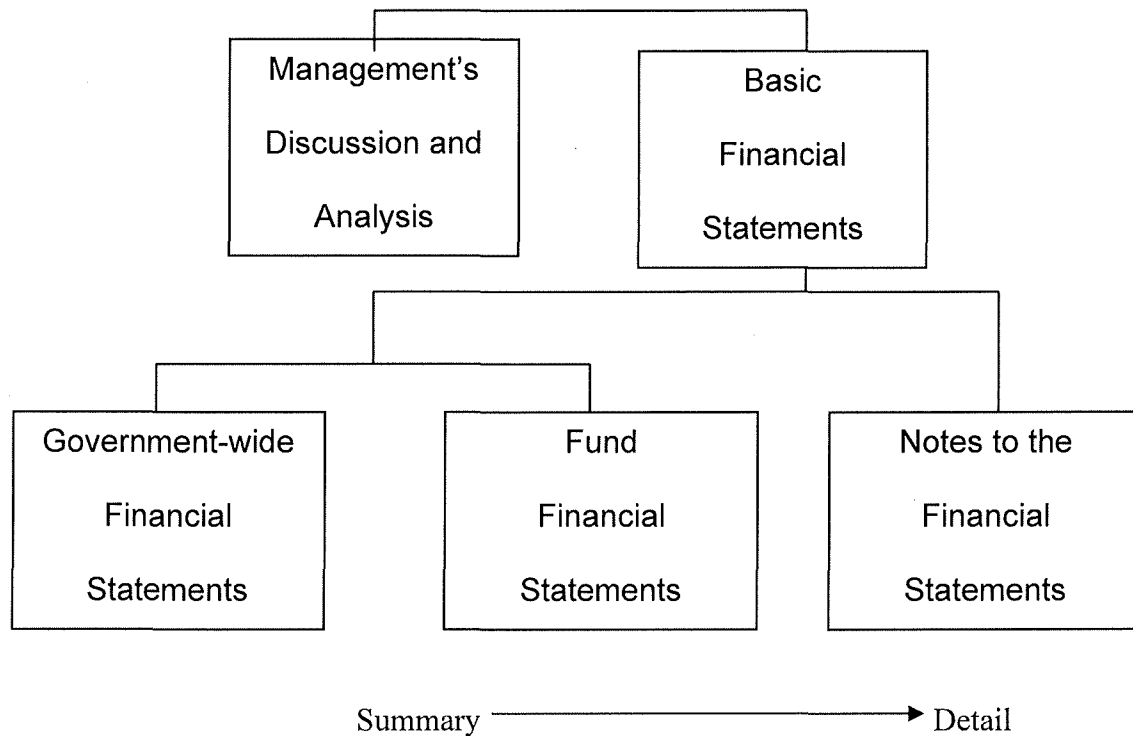 Management's
Discussion and
Analysis
Basic
Financial
Statements
Government-wide
Financial
Statements
Fund
Financial
Statements
Notes to the
Financial
Statements
Summary
Detail